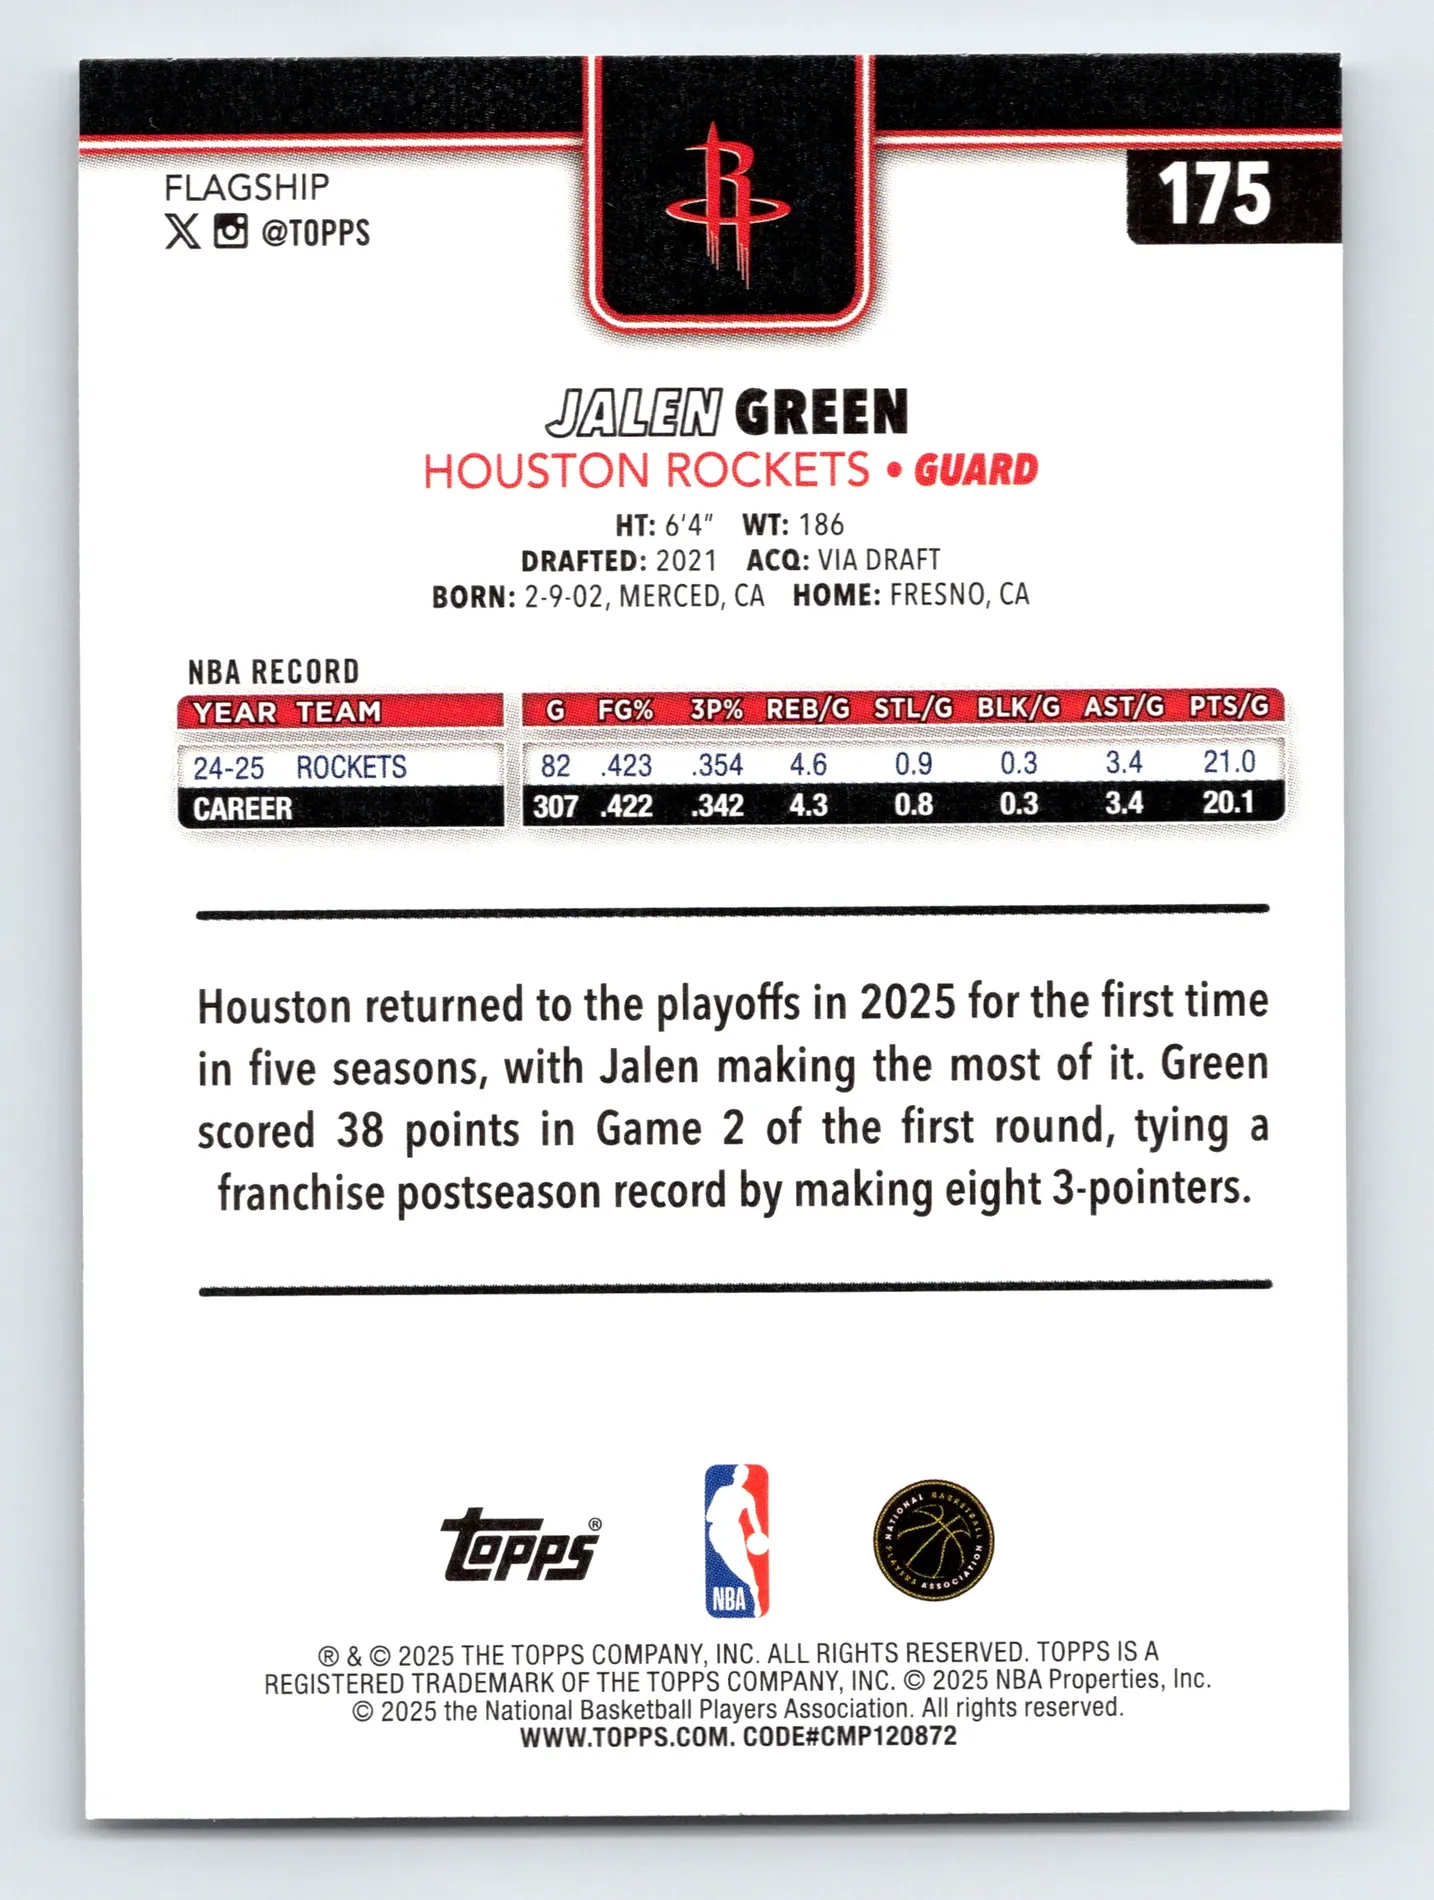 FLAGSHIP
175
X @TOPPS
JALEN GREEN
HOUSTON ROCKETS • GUARD
HT: 6'4" WT: 186
DRAFTED: 2021 ACQ: VIA DRAFT
BORN: 2-9-02, MERCED, CA HOME: FRESNO, CA
NBA RECORD
YEAR TEAM G FG% 3P% REB/G STL/G BLK/G AST/G PTS/G
24-25 ROCKETS 82 .423 .354 4.6 0.9 0.3 3.4 21.0
CAREER 307 .422 .342 4.3 0.8 0.3 3.4 20.1
Houston returned to the playoffs in 2025 for the first time
in five seasons, with Jalen making the most of it. Green
scored 38 points in Game 2 of the first round, tying a
franchise postseason record by making eight 3-pointers.
topps®
NBA
NATIONAL BASKETBALL PLAYERS ASSOCIATION
® & © 2025 THE TOPPS COMPANY, INC. ALL RIGHTS RESERVED. TOPPS IS A
REGISTERED TRADEMARK OF THE TOPPS COMPANY, INC. © 2025 NBA Properties, Inc.
© 2025 the National Basketball Players Association. All rights reserved.
WWW.TOPPS.COM. CODE#CMP120872